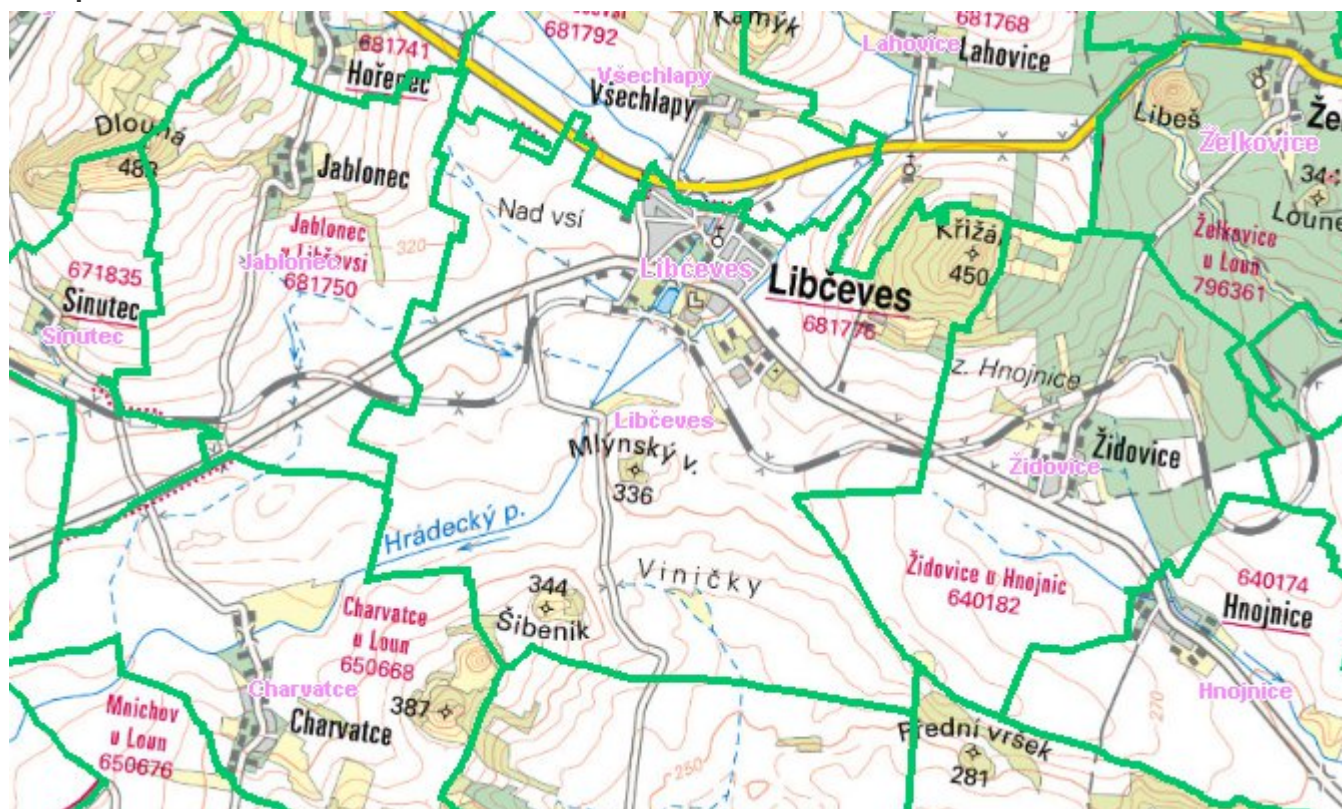 681741
Hořenec
681792
Kamýk
681768
Lahovice
Lahovice
Všechlapy
Všechlapy
Libeš
Želkovice
Dlouhá
Jablonec
Nad vsí
Jablonec
u Libčevsi
681750
Jablonec
320
Křížá
450
Želkovice
u Loun
796361
671835
Sinutec
Sinutec
Libčeves
Libčeves
681776
z. Hnojnice
Libčeves
Mlýnský v.
336
Židovice
Židovice
Hrádecký p.
Viničky
344
Šibeník
Židovice u Hnojnic
640182
640174
Hnojnice
Charvatce
u Loun
650668
Charvatce
Charvatce
387
Mnichov
u Loun
650676
250
270
Hnojnice
Přední vršek
281